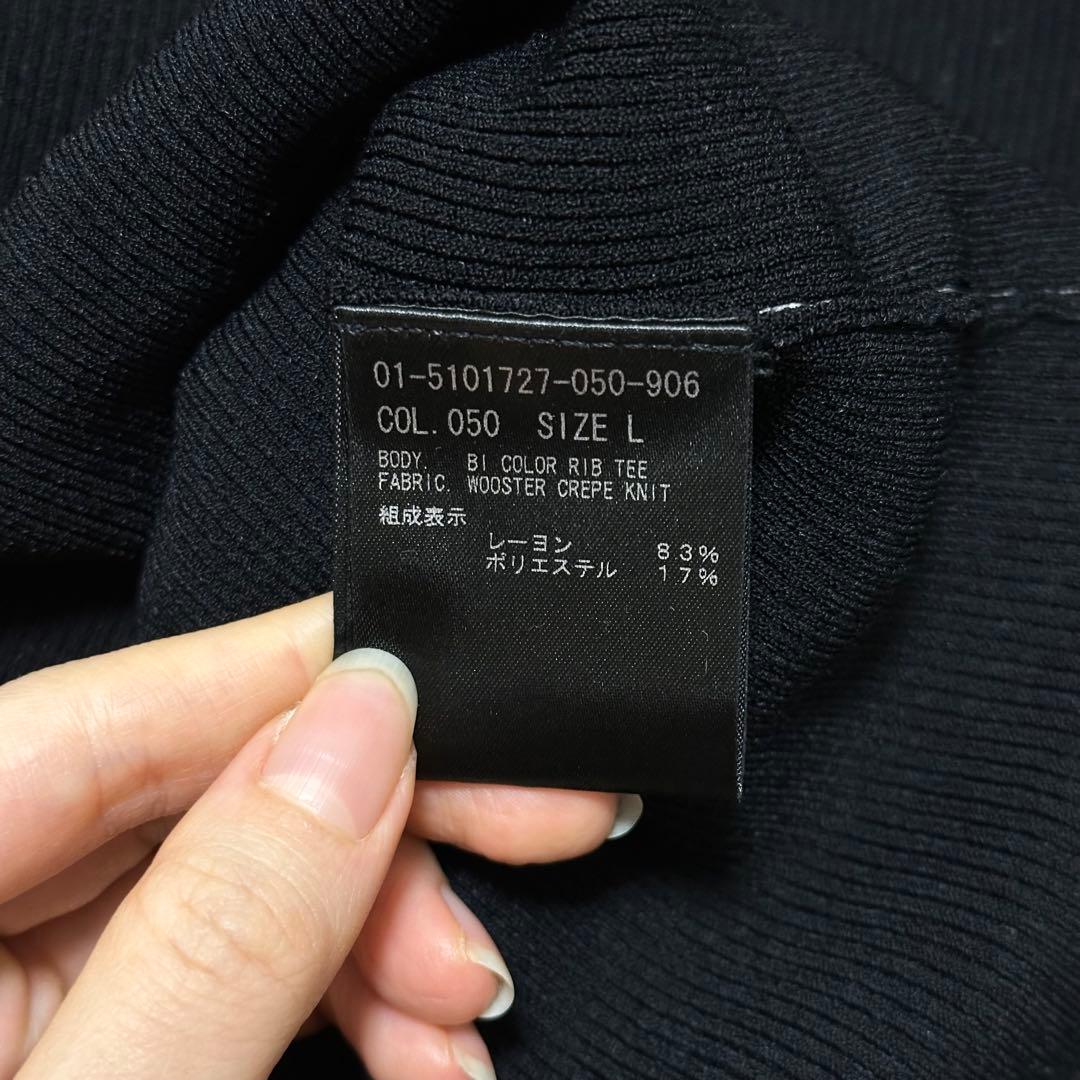 01-5101727-050-906
COL. 050 SIZE L
BODY. BI COLOR RIB TEE
FABRIC. WOOSTER CREPE KNIT
組成表示
レーヨン 83%
ポリエステル 17%